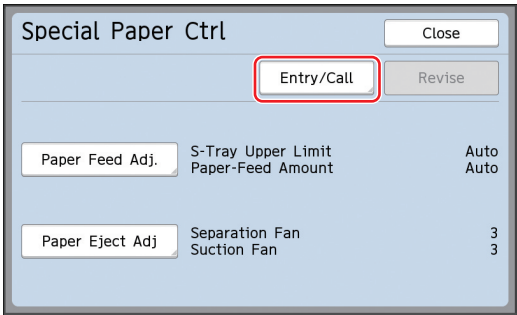 Special Paper Ctrl
Close
Entry/Call
Revise
Paper Feed Adj.
S-Tray Upper Limit Auto
Paper-Feed Amount Auto
Paper Eject Adj
Separation Fan 3
Suction Fan 3